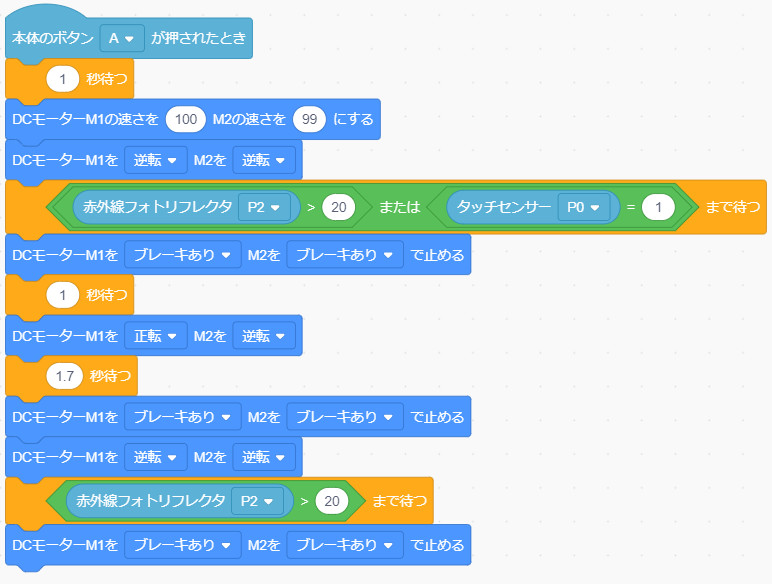 本体のボタン A が押されたとき
1 秒待つ
DCモーターM1の速さを 100 M2の速さを 99 にする
DCモーターM1を 逆転 M2を 逆転
赤外線フォトリフレクタ P2 > 20 または タッチセンサー P0 = 1 まで待つ
DCモーターM1を ブレーキあり M2を ブレーキあり で止める
1 秒待つ
DCモーターM1を 正転 M2を 逆転
1.7 秒待つ
DCモーターM1を ブレーキあり M2を ブレーキあり で止める
DCモーターM1を 逆転 M2を 逆転
赤外線フォトリフレクタ P2 > 20 まで待つ
DCモーターM1を ブレーキあり M2を ブレーキあり で止める